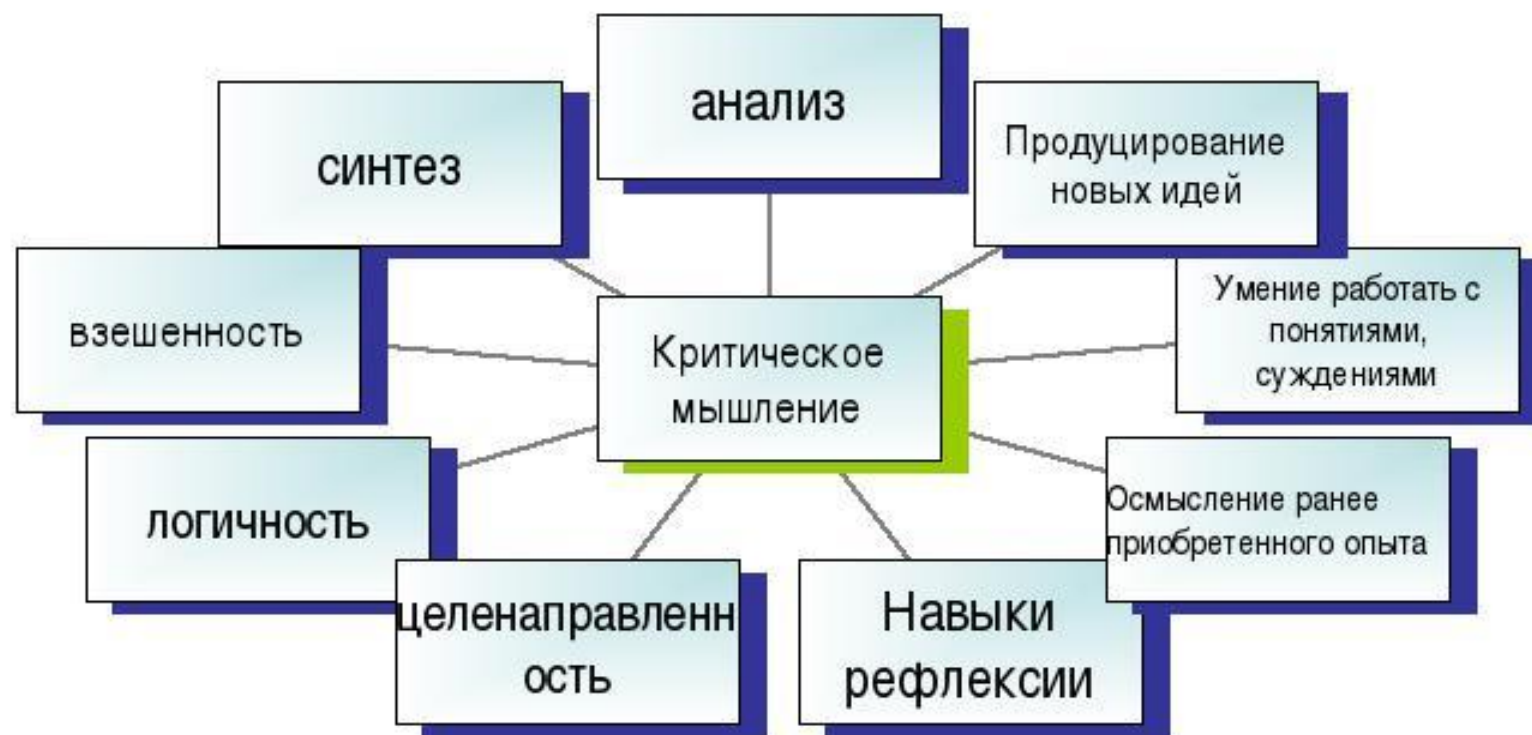 анализ
синтез
Продуцирование
новых идей
взешенность
Критическое
мышление
Умение работать с
понятиями,
суждениями
логичность
Осмысление ранее
приобретенного опыта
целенаправленн
ость
Навыки
рефлексии